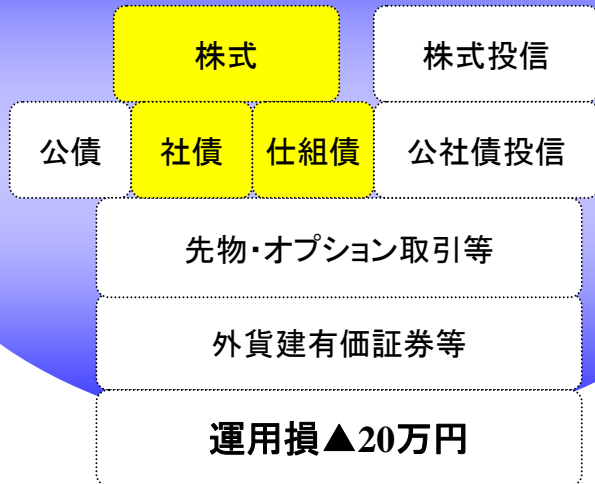 株式
株式投信
公債
社債
仕組債
公社債投信
先物・オプション取引等
外貨建有価証券等
運用損▲20万円